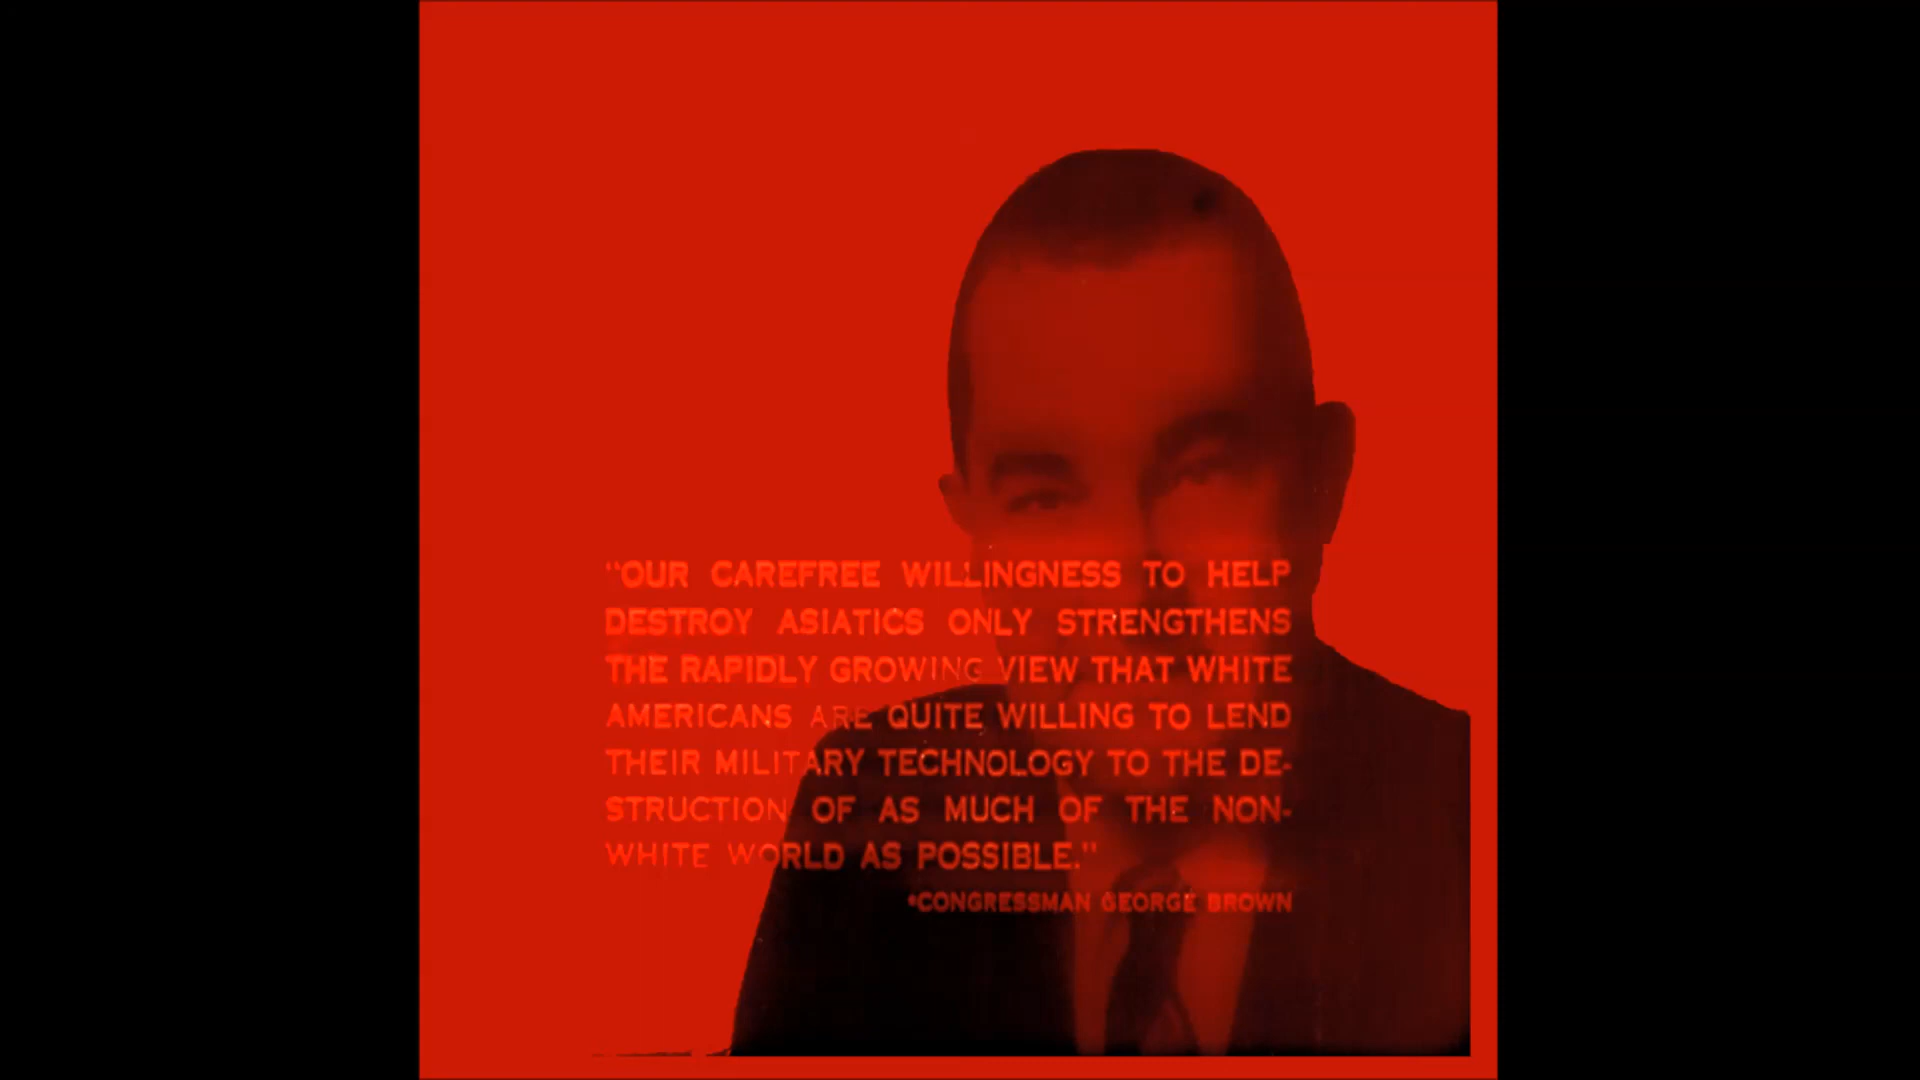 "OUR CAREFREE WILLINGNESS TO HELP
DESTROY ASIATICS ONLY STRENGTHENS
THE RAPIDLY GROWING VIEW THAT WHITE
AMERICANS ARE QUITE WILLING TO LEND
THEIR MILITARY TECHNOLOGY TO THE DE-
STRUCTION OF AS MUCH OF THE NON-
WHITE WORLD AS POSSIBLE."
•CONGRESSMAN GEORGE BROWN